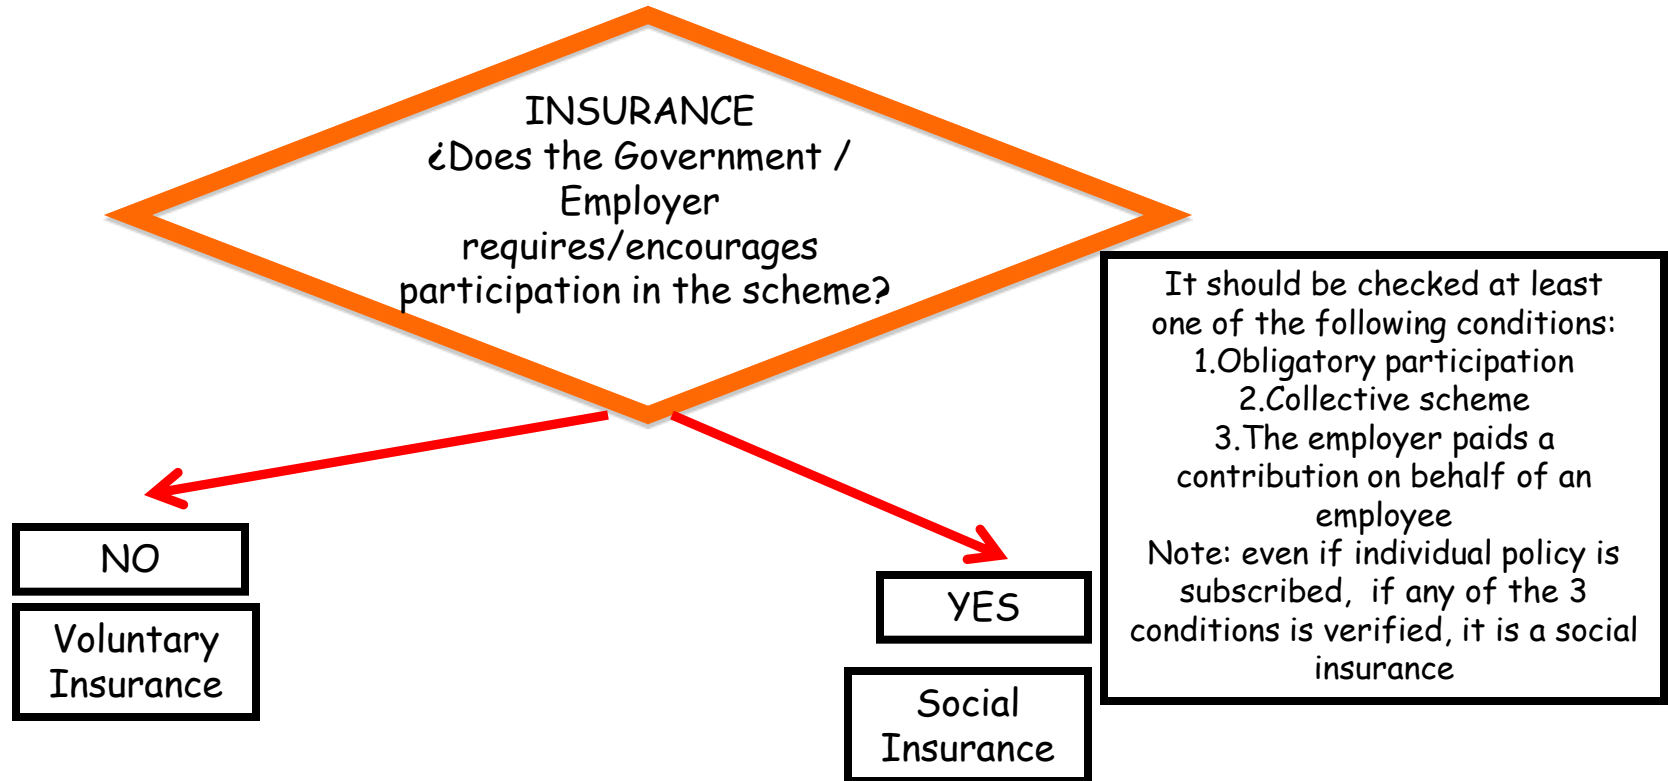 INSURANCE
¿Does the Government /
Employer
requires/encourages
participation in the scheme?
It should be checked at least
one of the following conditions:
1.Obligatory participation
2.Collective scheme
3.The employer paids a
contribution on behalf of an
employee
Note: even if individual policy is
subscribed,  if any of the 3
conditions is verified, it is a social
insurance
NO
Voluntary
Insurance
YES
Social
Insurance